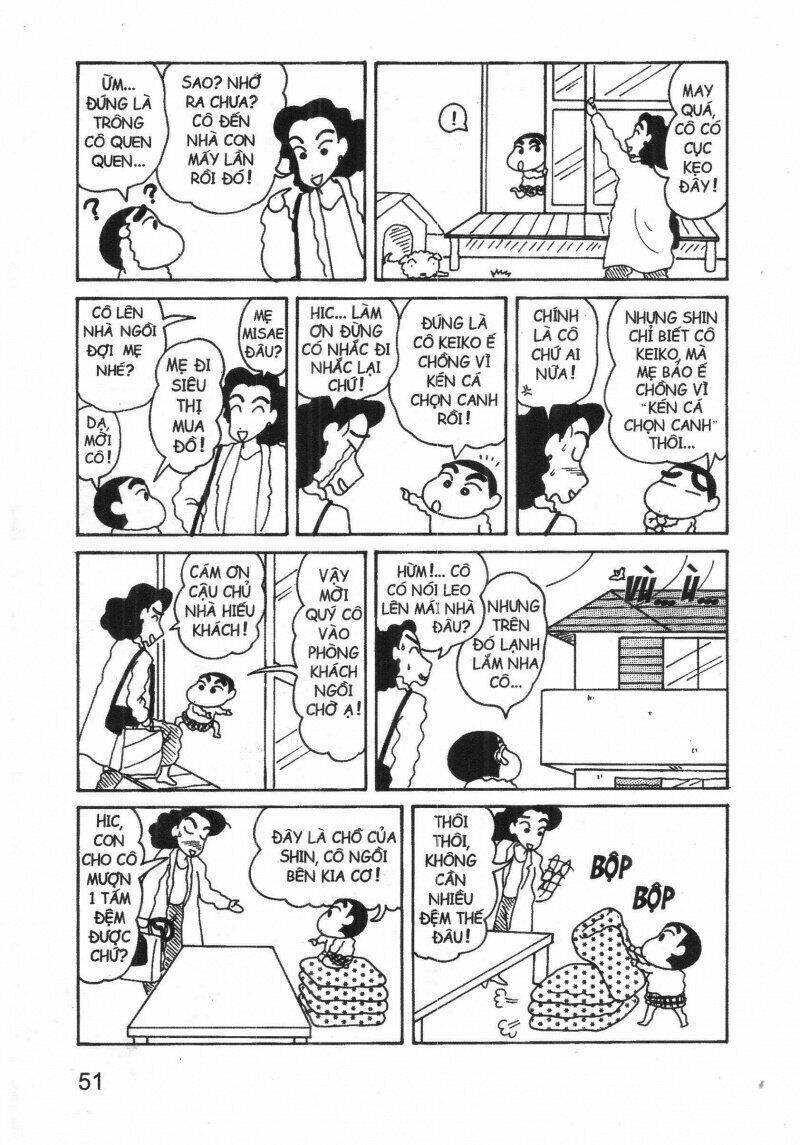 MAY
QUÁ,
CÔ CÓ
CỤC
KẸO
ĐÂY!
!
SAO? NHỚ
RA CHƯA?
CÔ ĐẾN
NHÀ CON
MẤY LẦN
RỒI ĐÓ!
ỪM...
ĐÚNG LÀ
TRÔNG
CÔ QUEN
QUEN...
? ?
NHƯNG SHIN
CHỈ BIẾT CÔ
KEIKO, MÀ
MẸ BẢO Ế
CHỒNG VÌ
"KÉN CÁ
CHỌN CANH"
THÔI...
CHÍNH
LÀ CÔ
CHỨ AI
NỮA!
ĐÚNG LÀ
CÔ KEIKO Ế
CHỒNG VÌ
KÉN CÁ
CHỌN CANH
RỒI!
HIC... LÀM
ƠN ĐỪNG
CÓ NHẮC ĐI
NHẮC LẠI
CHỨ!
MẸ
MISAE
ĐÂU?
MẸ ĐI
SIÊU
THỊ
MUA
ĐỒ!
CÔ LÊN
NHÀ NGỒI
ĐỢI MẸ
NHÉ?
DẠ,
MỜI
CÔ!
VÙ... Ù...
NHƯNG TRÊN
ĐÓ LẠNH
LẮM NHA
CÔ...
HỪM!... CÔ
CÓ NÓI LEO
LÊN MÁI NHÀ
ĐÂU?
VẬY MỜI
QUÝ CÔ
VÀO
PHÒNG
KHÁCH
NGỒI
CHỜ Ạ!
CÁM ƠN
CẬU CHỦ
NHÀ HIẾU
KHÁCH!
BỘP
BỘP
THÔI
THÔI,
KHÔNG
CẦN
NHIỀU
ĐỆM THẾ
ĐÂU!
ĐÂY LÀ CHỖ CỦA
SHIN, CÔ NGỒI
BÊN KIA CƠ!
HIC,
CON
CHO CÔ
MƯỢN
1 TẤM
ĐỆM
ĐƯỢC
CHỨ?
51